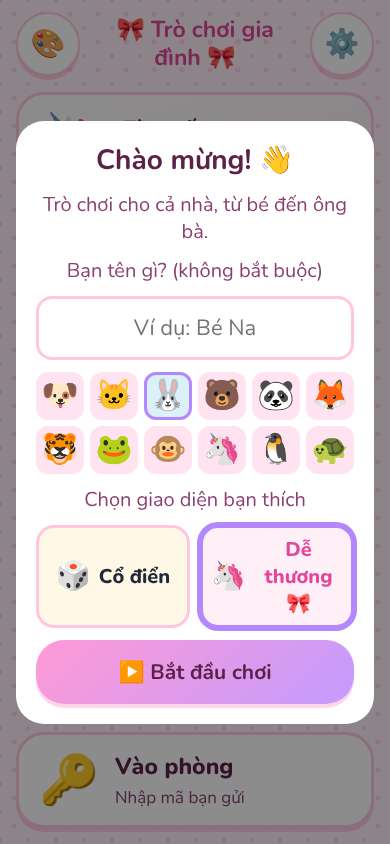 🎀 Trò chơi gia
đình 🎀
Chào mừng! 👋
Trò chơi cho cả nhà, từ bé đến ông
bà.
Bạn tên gì? (không bắt buộc)
Ví dụ: Bé Na
Chọn giao diện bạn thích
Cổ điển
Dễ
thương
🎀
▶️ Bắt đầu chơi
Vào phòng
Nhập mã bạn gửi